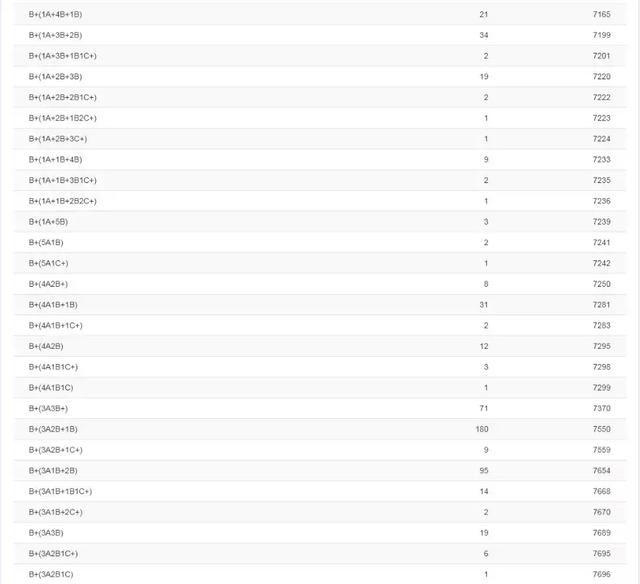 B+(1A+4B+1B) 21 7165
B+(1A+3B+2B) 34 7199
B+(1A+3B+1B1C+) 2 7201
B+(1A+2B+3B) 19 7220
B+(1A+2B+2B1C+) 2 7222
B+(1A+2B+1B2C+) 1 7223
B+(1A+2B+3C+) 1 7224
B+(1A+1B+4B) 9 7233
B+(1A+1B+3B1C+) 2 7235
B+(1A+1B+2B2C+) 1 7236
B+(1A+5B) 3 7239
B+(5A1B) 2 7241
B+(5A1C+) 1 7242
B+(4A2B+) 8 7250
B+(4A1B+1B) 31 7281
B+(4A1B+1C+) 2 7283
B+(4A2B) 12 7295
B+(4A1B1C+) 3 7298
B+(4A1B1C) 1 7299
B+(3A3B+) 71 7370
B+(3A2B+1B) 180 7550
B+(3A2B+1C+) 9 7559
B+(3A1B+2B) 95 7654
B+(3A1B+1B1C+) 14 7668
B+(3A1B+2C+) 2 7670
B+(3A3B) 19 7689
B+(3A2B1C+) 6 7695
B+(3A2B1C) 1 7696